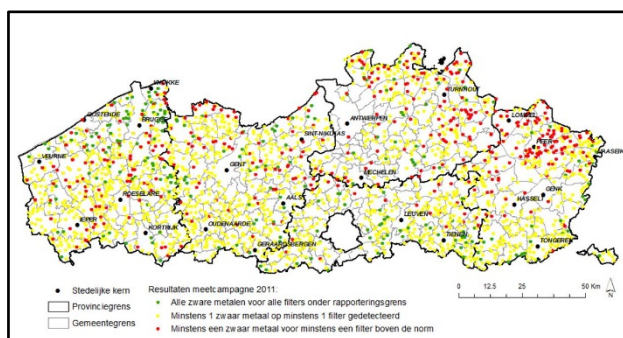 KNOKKE
OOSTENDE
BRUGGE
TURNHOUT
ANTWERPEN
LOMMEL
SINT-NIKLAAS
VEURNE
PEER
MAASEIK
GENT
MECHELEN
ROESELARE
GENK
HASSELT
AALST
IEPER
LEUVEN
KORTRIJK
OUDENAARDE
TIENEN
GERAARDSBERGEN
TONGEREN
Stedelijke kern
Provinciegrens
Gemeentegrens
Resultaten meetcampagne 2011:
Alle zware metalen voor alle filters onder rapporteringsgrens
Minstens 1 zwaar metaal op minstens 1 filter gedetecteerd
Minstens een zwaar metaal voor minstens een filter boven de norm
0 12,5 25 50 Km
N